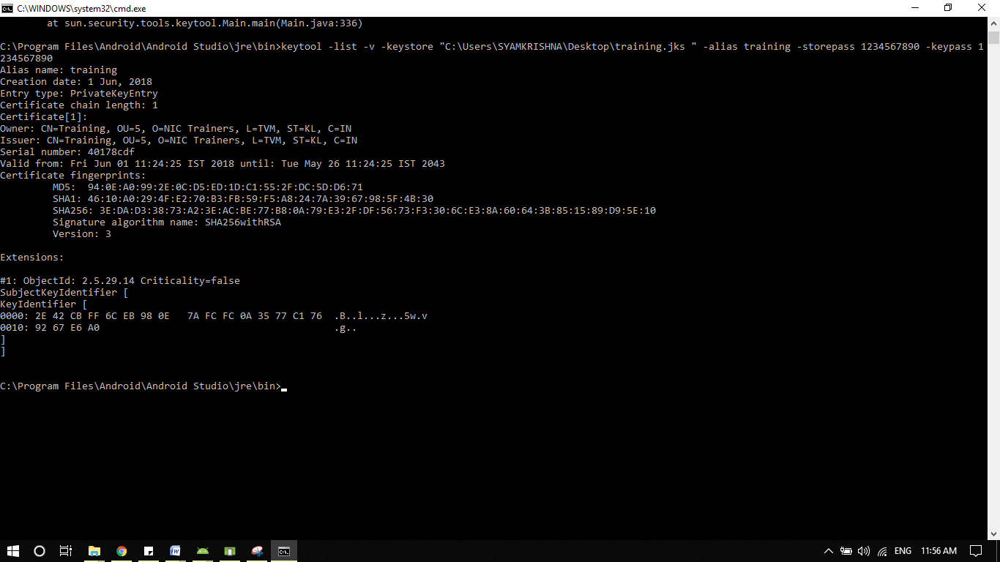 C:\WINDOWS\system32\cmd.exe
at sun.security.tools.keytool.Main.main(Main.java:336)
C:\Program Files\Android\Android Studio\jre\bin>keytool -list -v -keystore "C:\Users\SYAMKRISHNA\Desktop\training.jks " -alias training -storepass 1234567890 -keypass 1
234567890
Alias name: training
Creation date: 1 Jun, 2018
Entry type: PrivateKeyEntry
Certificate chain length: 1
Certificate[1]:
Owner: CN=Training, OU=5, O=NIC Trainers, L=TVM, ST=KL, C=IN
Issuer: CN=Training, OU=5, O=NIC Trainers, L=TVM, ST=KL, C=IN
Serial number: 40178cdf
Valid from: Fri Jun 01 11:24:25 IST 2018 until: Tue May 26 11:24:25 IST 2043
Certificate fingerprints:
MD5:  94:0E:A0:99:2E:0C:D5:ED:1D:C1:55:2F:DC:5D:D6:71
SHA1: 46:10:A0:29:4F:E2:70:B3:FB:59:F5:A8:24:7A:39:67:98:5F:4B:30
SHA256: 3E:DA:D3:38:73:A2:3E:AC:BE:77:B8:0A:79:E3:2F:DF:56:73:F3:30:6C:E3:8A:60:64:3B:85:15:89:D9:5E:10
Signature algorithm name: SHA256withRSA
Version: 3
Extensions:
#1: ObjectId: 2.5.29.14 Criticality=false
SubjectKeyIdentifier [
KeyIdentifier [
0000: 2E 42 CB FF 6C EB 98 0E   7A FC FC 0A 35 77 C1 76  .B..l...z...5w.v
0010: 92 67 E6 A0                                        .g..
]
]
C:\Program Files\Android\Android Studio\jre\bin>
ENG 11:56 AM